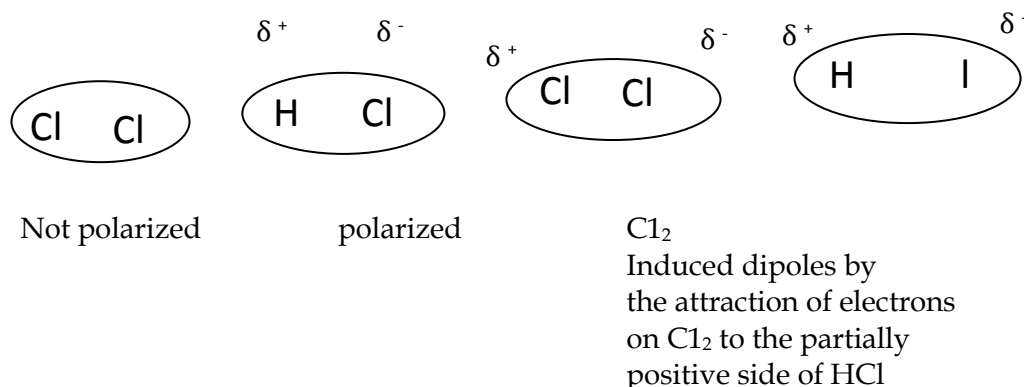 δ + δ - δ + δ - δ + δ -
Cl Cl H Cl Cl Cl H l
Not polarized polarized C1₂
Induced dipoles by
the attraction of electrons
on C1₂ to the partially
positive side of HCl